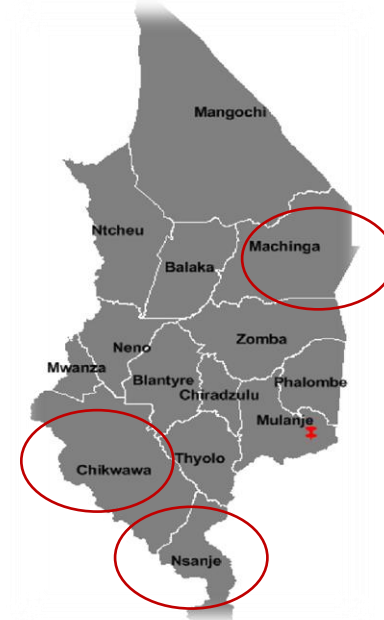 Mangochi
Ntcheu
Machinga
Balaka
Zomba
Neno
Mwanza
Blantyre
Phalombe
Chiradzulu
Mulanje
Thyolo
Chikwawa
Nsanje